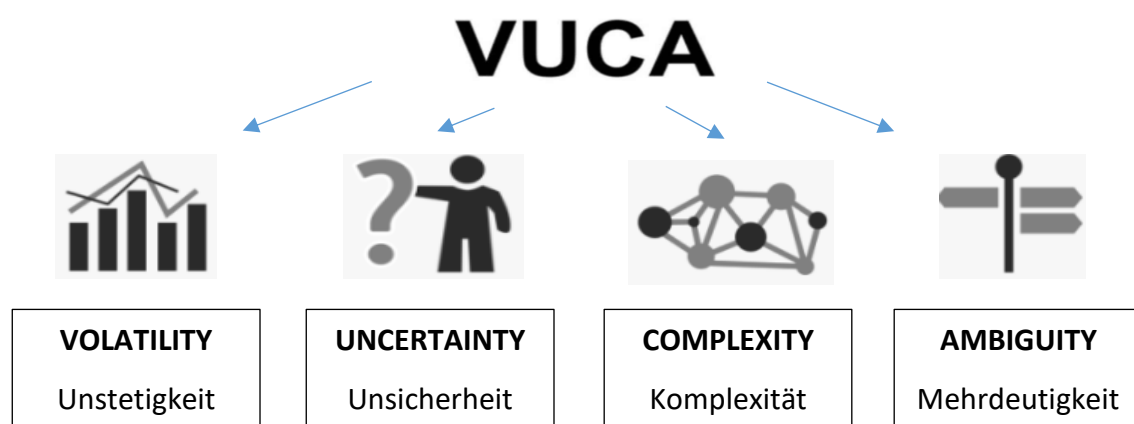 VUCA
?
VOLATILITY
Unstetigkeit
UNCERTAINTY
Unsicherheit
COMPLEXITY
Komplexität
AMBIGUITY
Mehrdeutigkeit